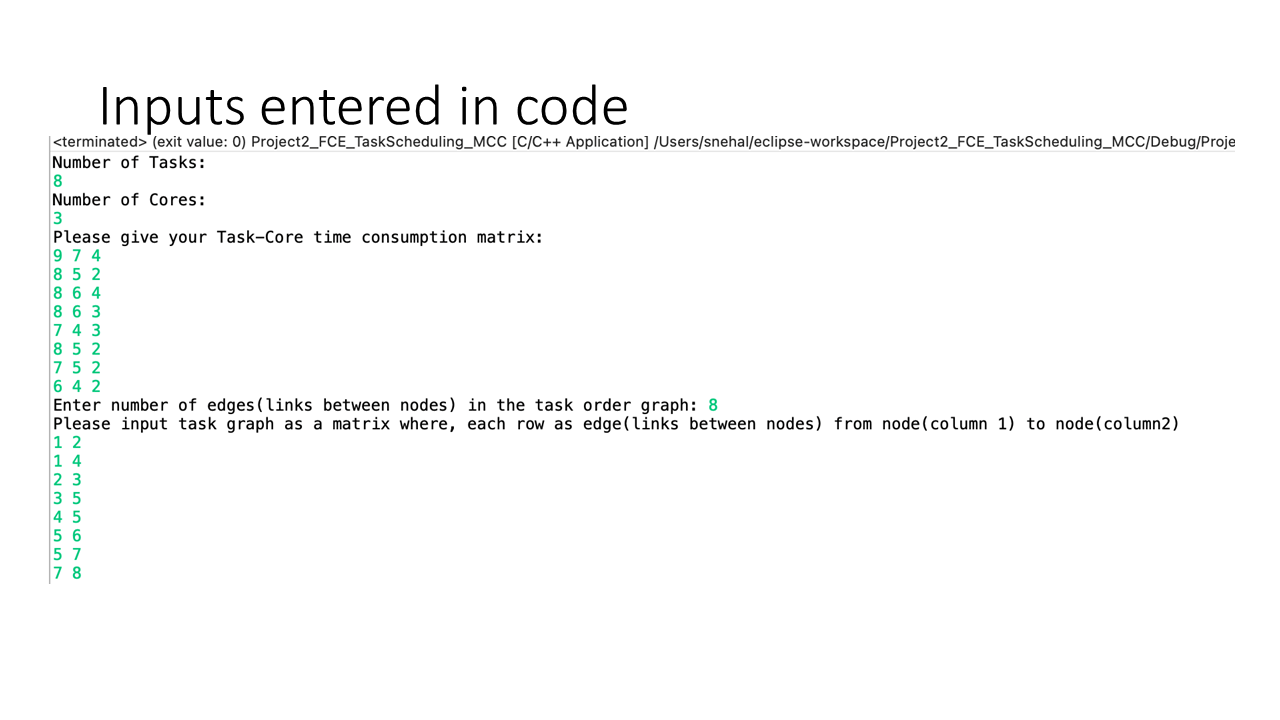 Inputs entered in code
<terminated> (exit value: 0) Project2_FCE_TaskScheduling_MCC [C/C++ Application] /Users/snehal/eclipse-workspace/Project2_FCE_TaskScheduling_MCC/Debug/Proje
Number of Tasks:
8
Number of Cores:
3
Please give your Task-Core time consumption matrix:
9 7 4
8 5 2
8 6 4
8 6 3
7 4 3
8 5 2
7 5 2
6 4 2
Enter number of edges(links between nodes) in the task order graph: 8
Please input task graph as a matrix where, each row as edge(links between nodes) from node(column 1) to node(column2)
1 2
1 4
2 3
3 5
4 5
5 6
5 7
7 8